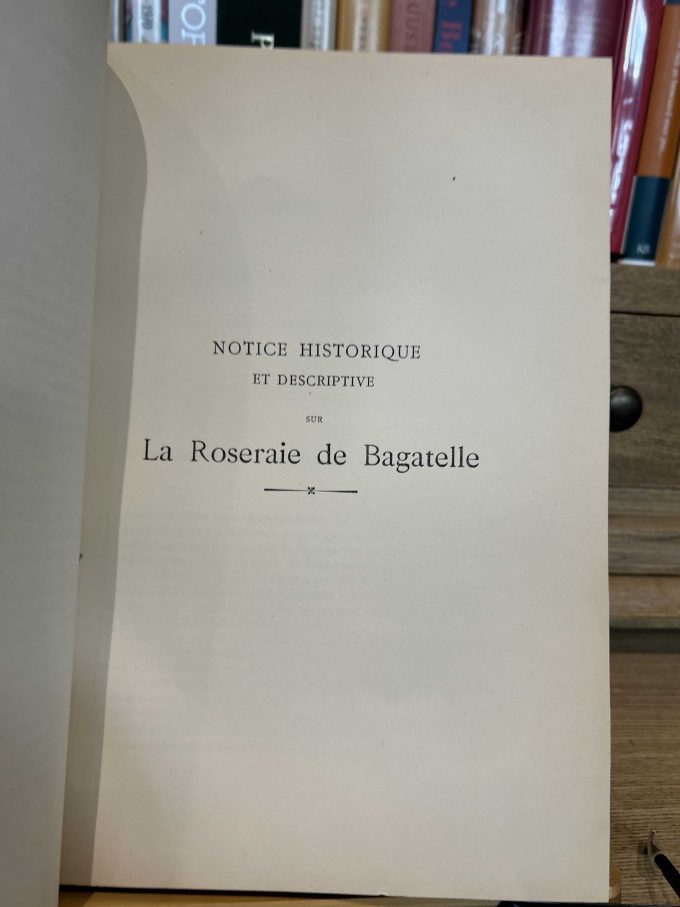 NOTICE HISTORIQUE
ET DESCRIPTIVE
SUR
La Roseraie de Bagatelle